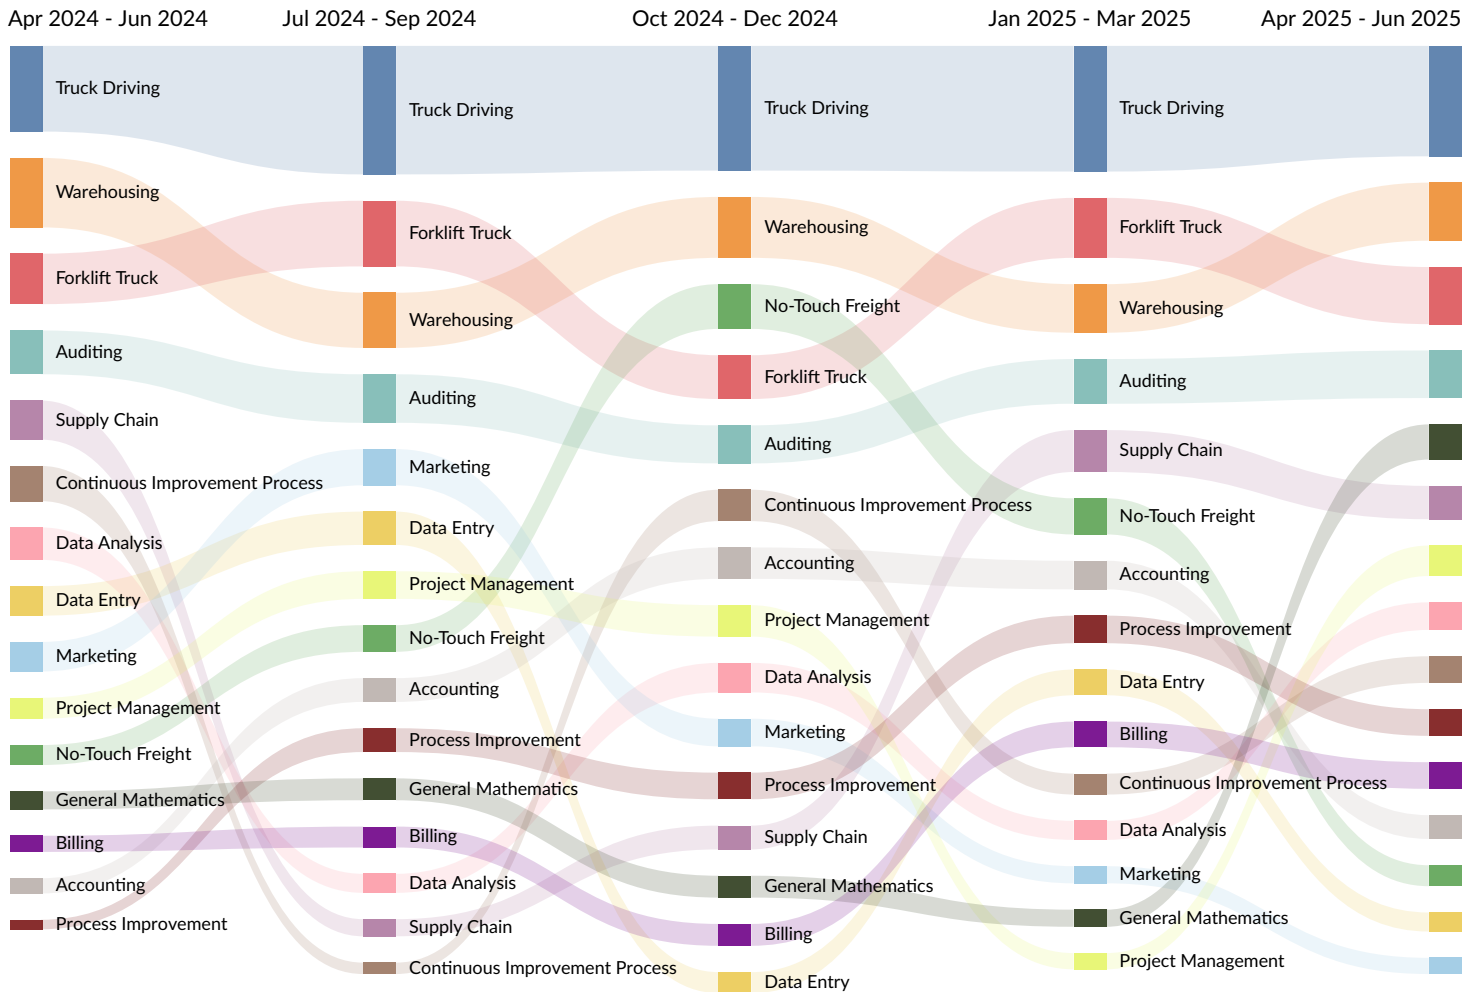 Apr 2024 - Jun 2024
Jul 2024 - Sep 2024
Oct 2024 - Dec 2024
Jan 2025 - Mar 2025
Apr 2025 - Jun 2025
Truck Driving
Warehousing
Forklift Truck
Auditing
Supply Chain
Continuous Improvement Process
Data Analysis
Data Entry
Marketing
Project Management
No-Touch Freight
General Mathematics
Billing
Accounting
Process Improvement
Truck Driving
Forklift Truck
Warehousing
Auditing
Marketing
Data Entry
Project Management
No-Touch Freight
Accounting
Process Improvement
General Mathematics
Billing
Data Analysis
Supply Chain
Continuous Improvement Process
Truck Driving
Warehousing
No-Touch Freight
Forklift Truck
Auditing
Continuous Improvement Process
Accounting
Project Management
Data Analysis
Marketing
Process Improvement
Supply Chain
General Mathematics
Billing
Data Entry
Truck Driving
Forklift Truck
Warehousing
Auditing
Supply Chain
No-Touch Freight
Accounting
Process Improvement
Data Entry
Billing
Continuous Improvement Process
Data Analysis
Marketing
General Mathematics
Project Management